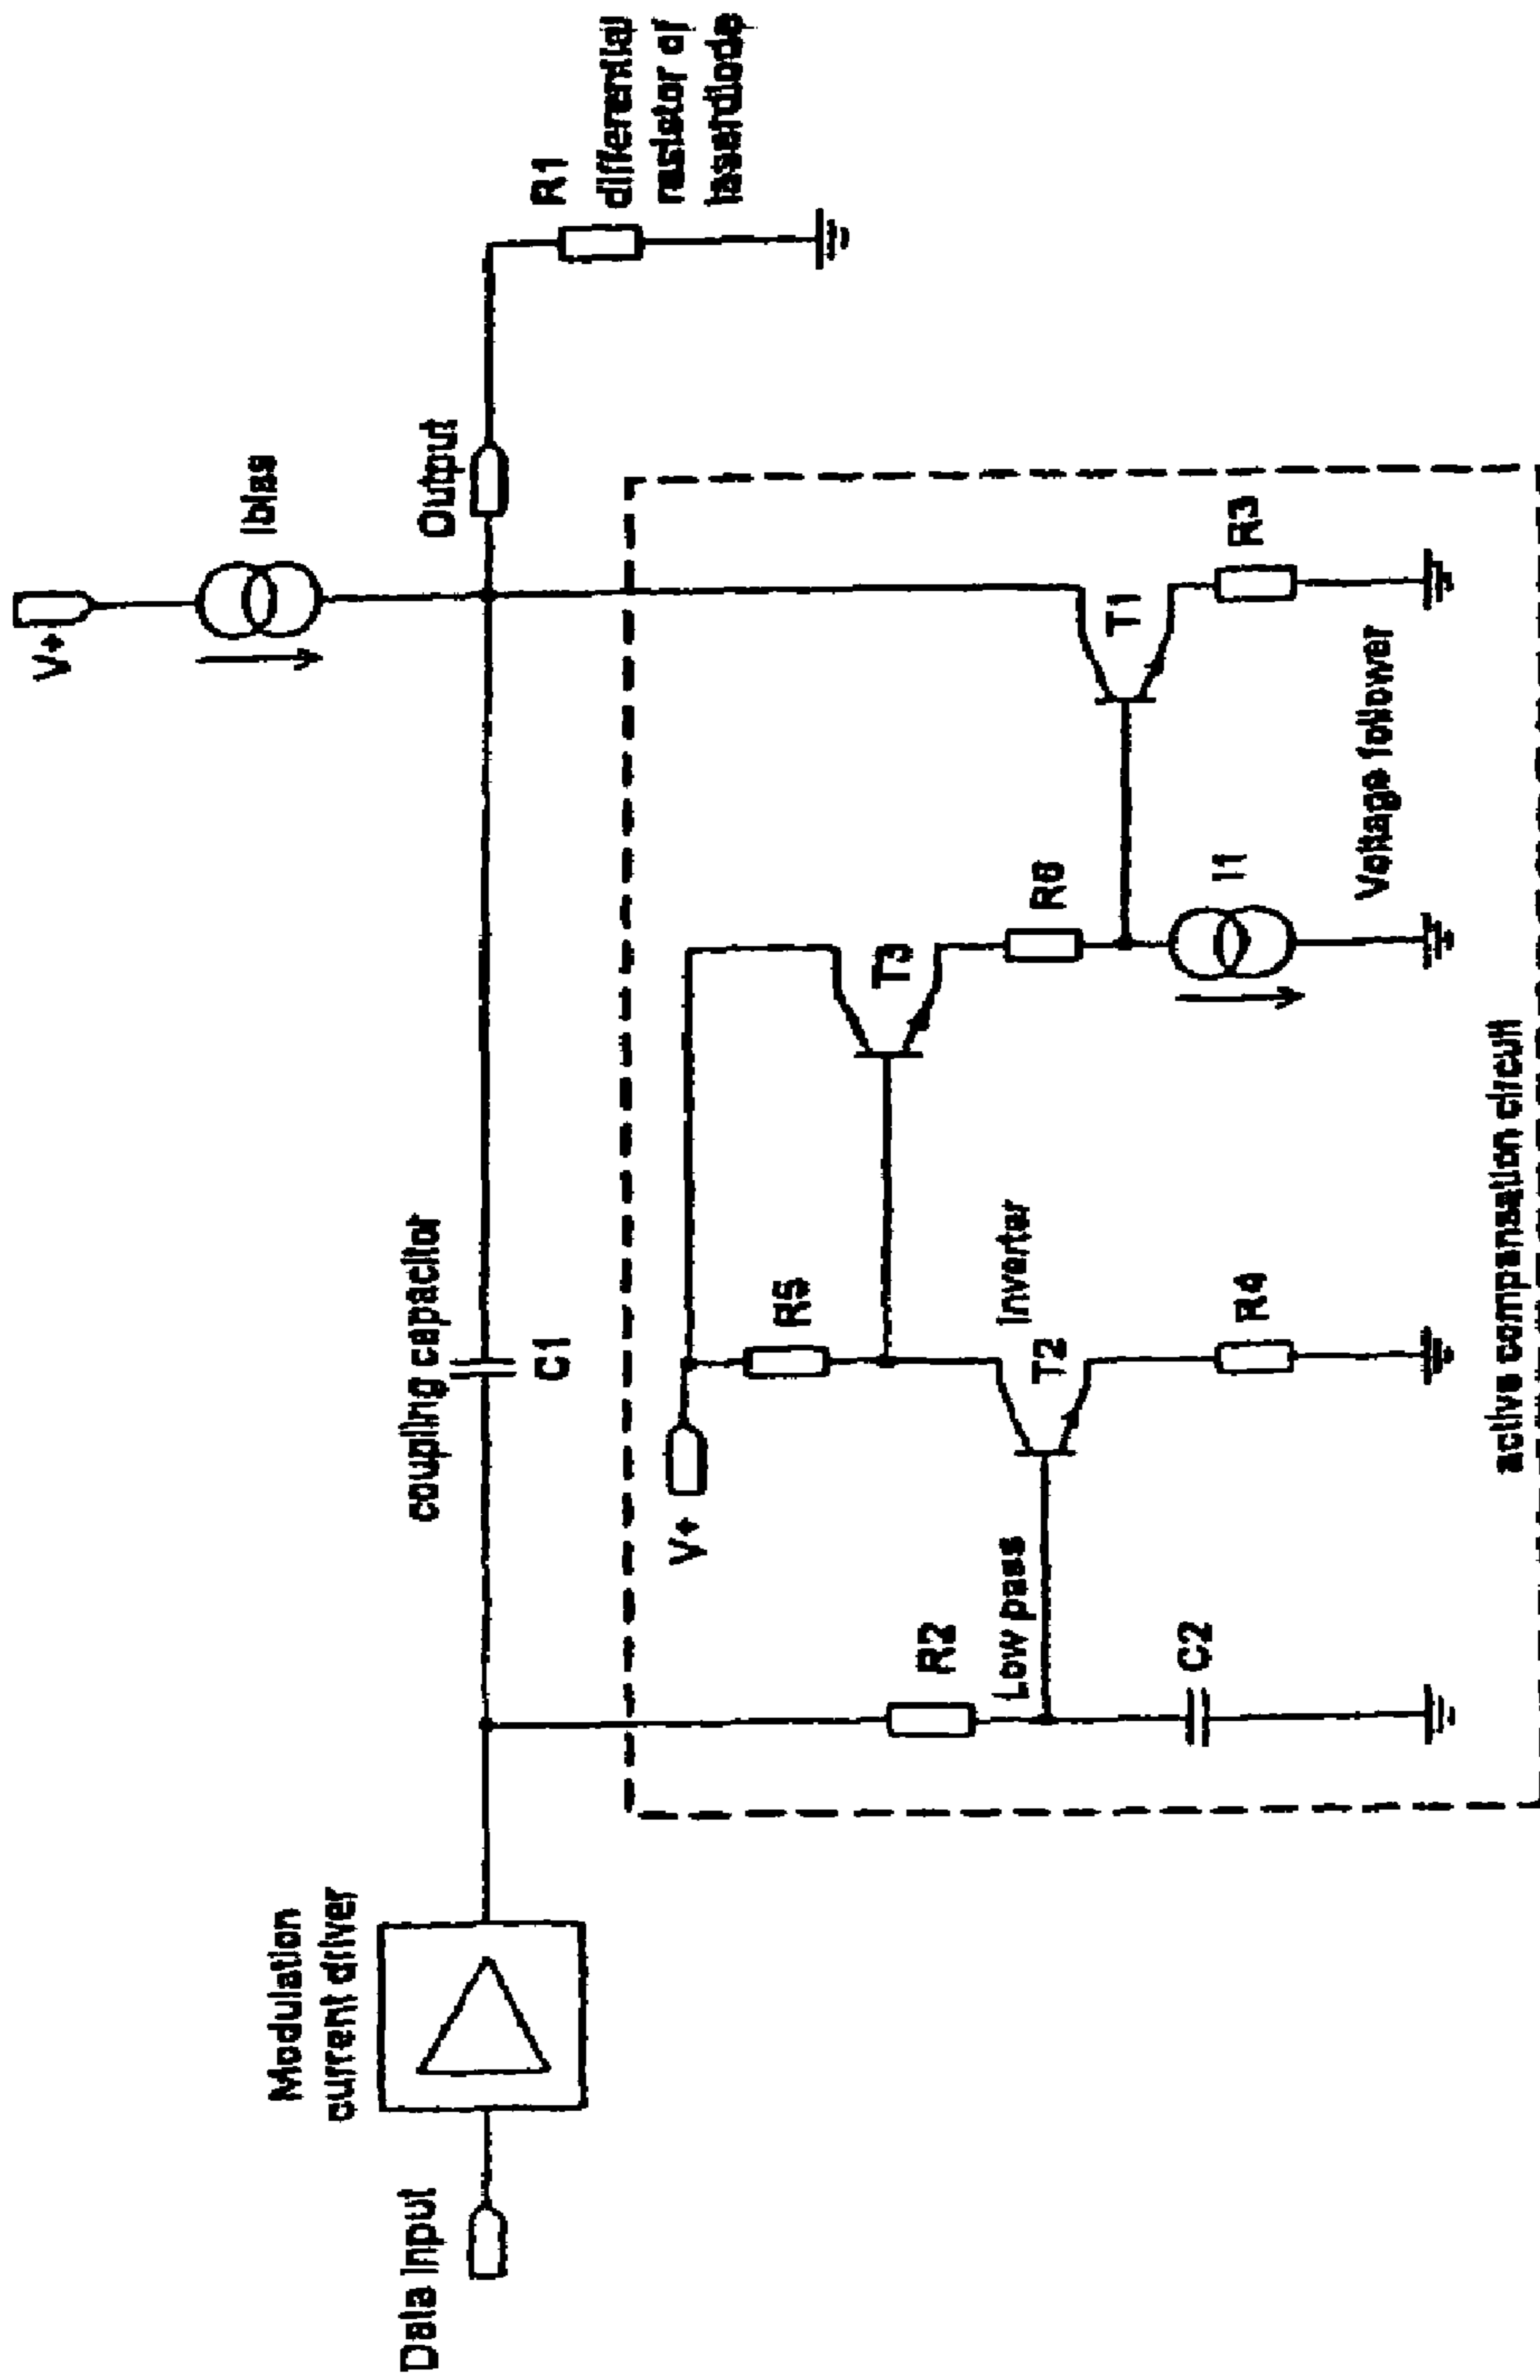 Data Input
Modulation
current driver
coupling capacitor
C1
V+
Ibias
Output
R1
differential
resistor of
laserdiode
V+
R5
R2
Low pass
C2
Inverter
T2
R4
T3
R6
I1
Voltage follower
T1
R3
active compensation circuit